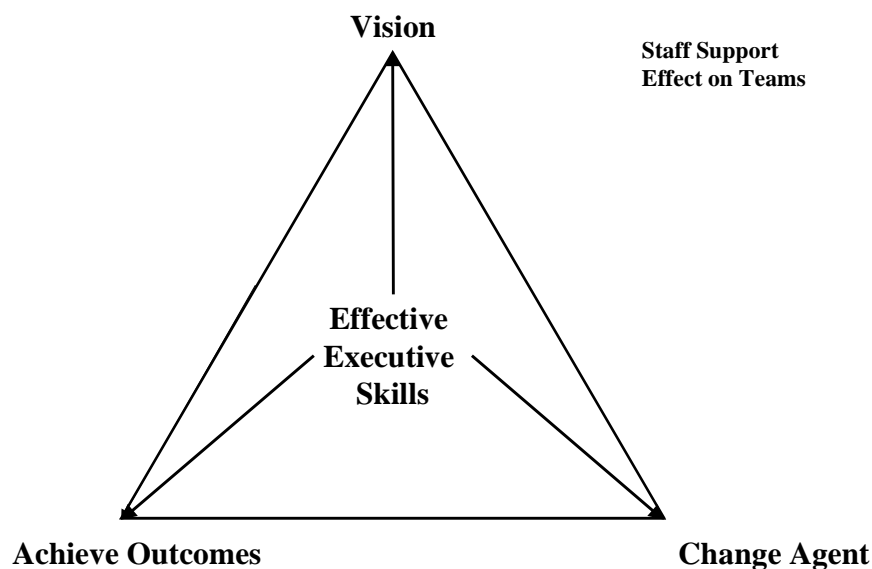 Vision
Staff Support
Effect on Teams
Effective
Executive
Skills
Achieve Outcomes
Change Agent